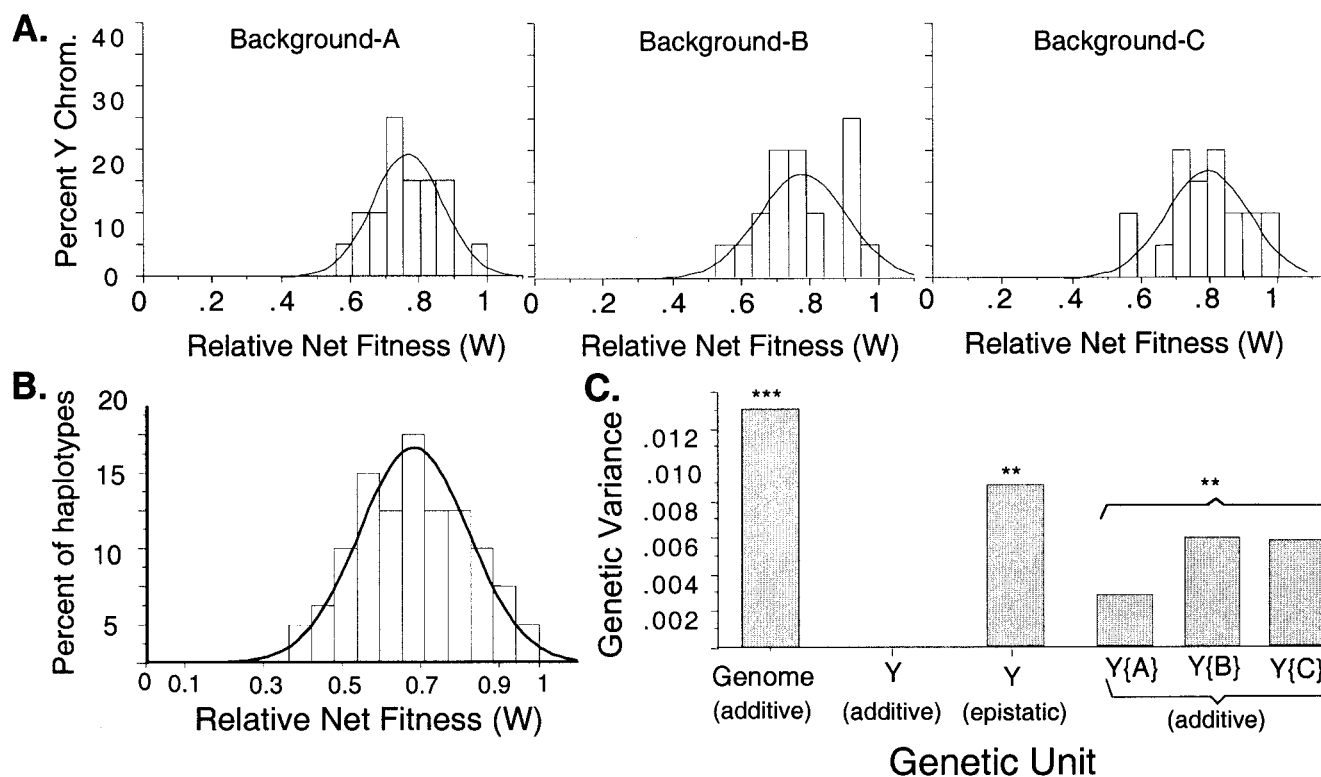 A.
Percent Y Chrom.
40
30
20
10
0
Background-A
0 .2 .4 .6 .8 1
Relative Net Fitness (W)
Background-B
0 .2 .4 .6 .8 1
Relative Net Fitness (W)
Background-C
0 .2 .4 .6 .8 1
Relative Net Fitness (W)
B.
Percent of haplotypes
20
15
10
5
0 0.1 0.3 0.5 0.7 0.9 1
Relative Net Fitness (W)
C.
Genetic Variance
.012
.010
.008
.006
.004
.002
***
**
**
Genome
(additive)
Y
(additive)
Y
(epistatic)
Y{A} Y{B} Y{C}
(additive)
Genetic Unit